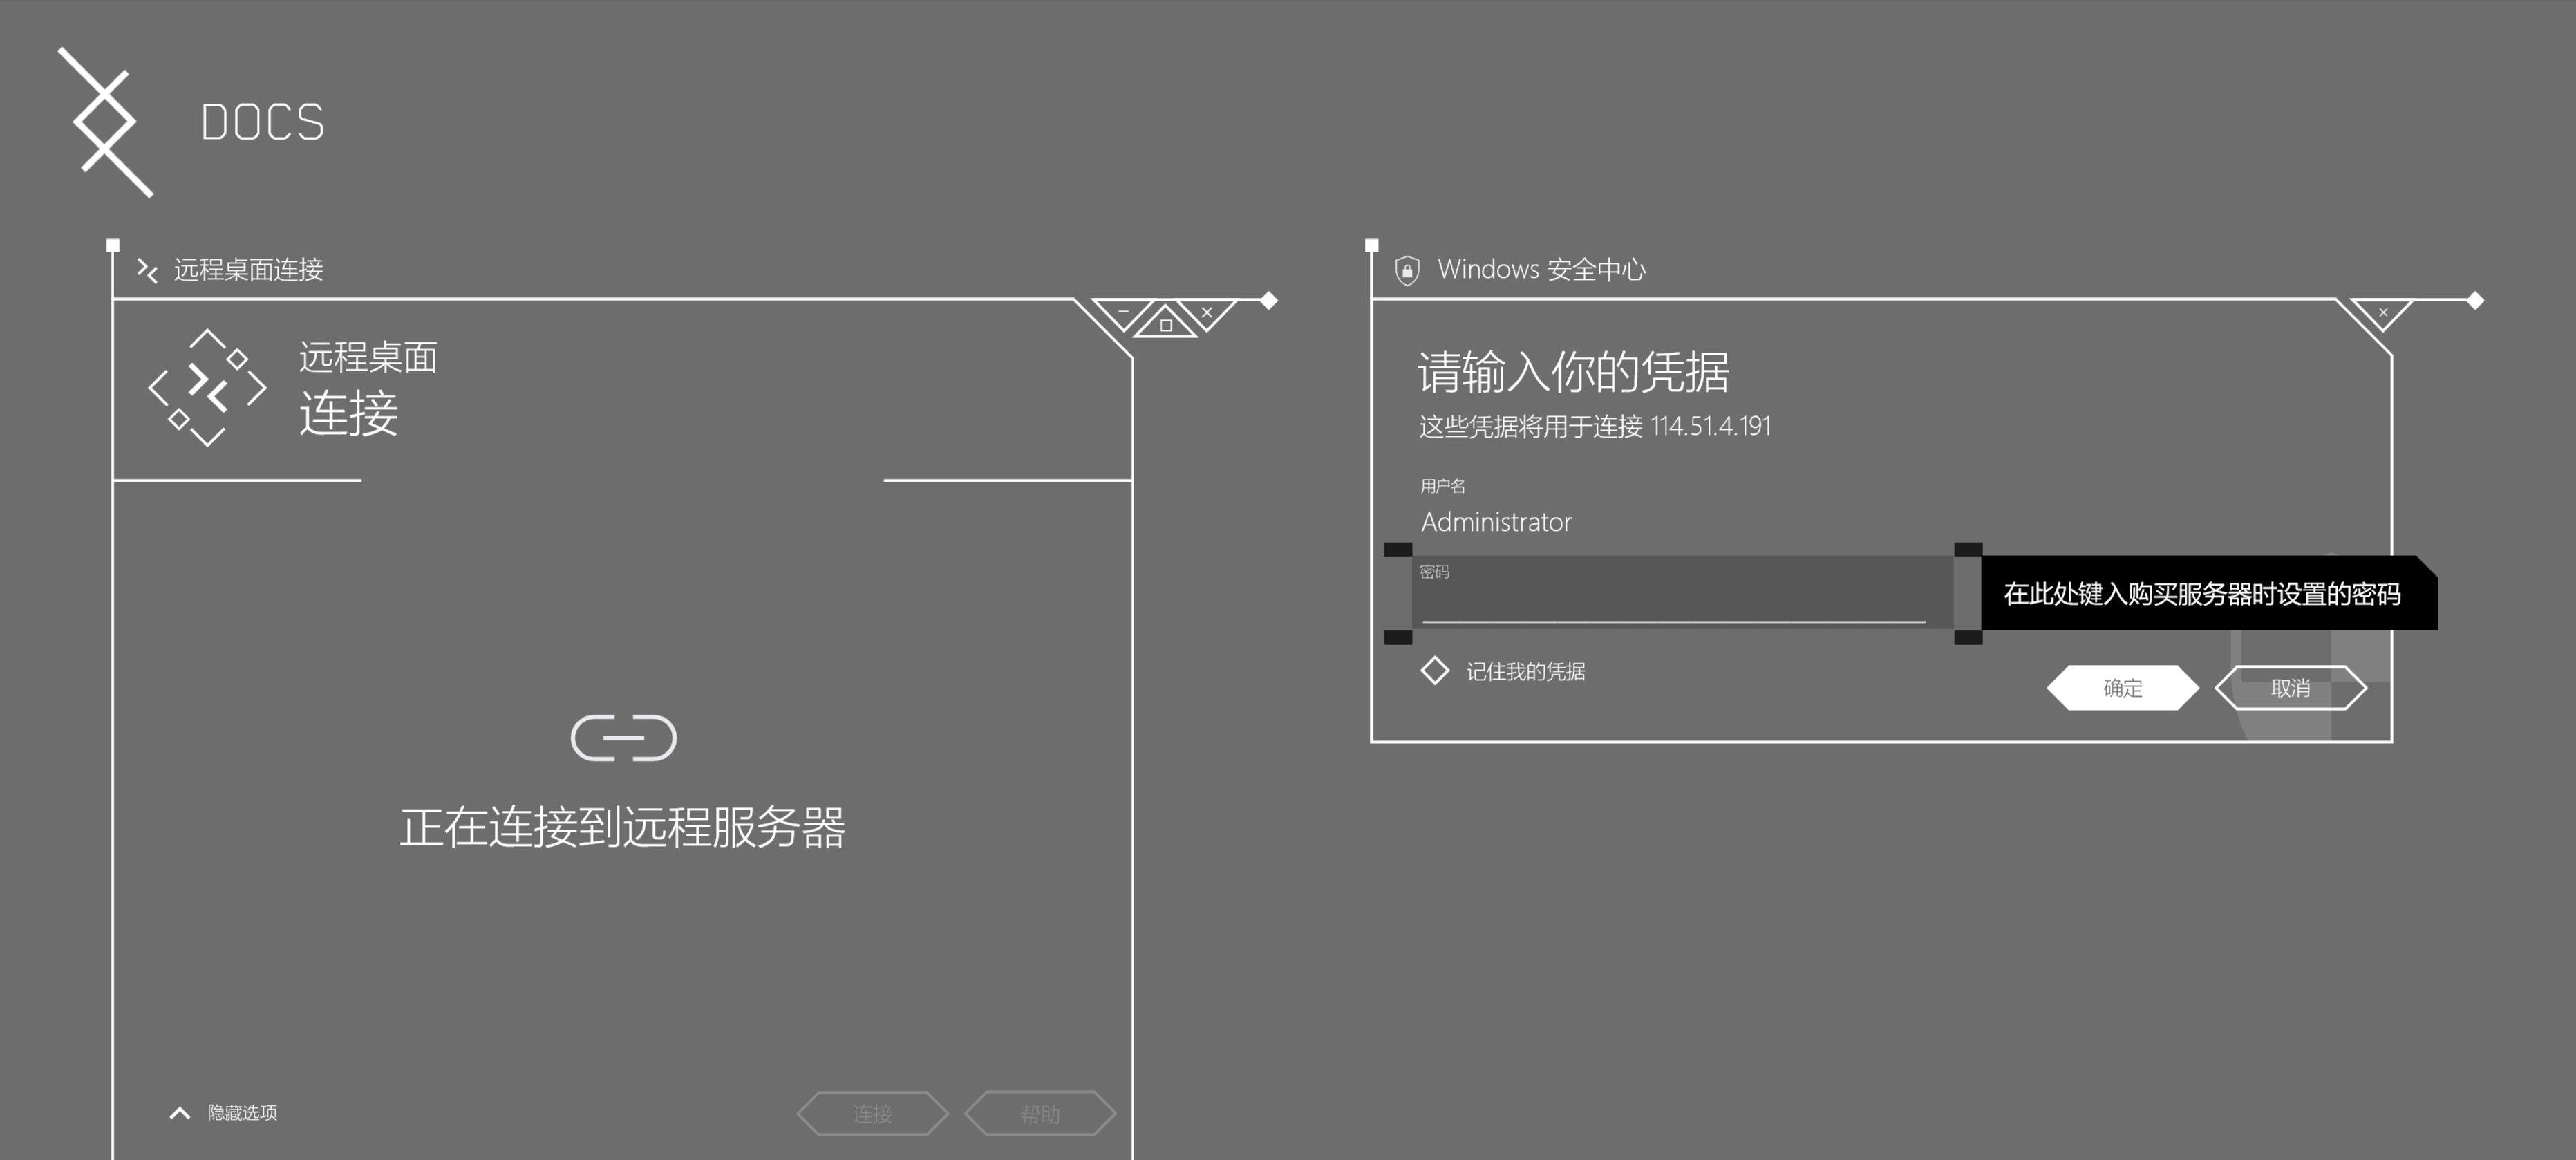 DOCS
远程桌面连接
远程桌面
连接
正在连接到远程服务器
隐藏选项
连接
帮助
Windows 安全中心
请输入你的凭据
这些凭据将用于连接 114.51.4.191
用户名
Administrator
密码
在此处键入购买服务器时设置的密码
记住我的凭据
确定
取消